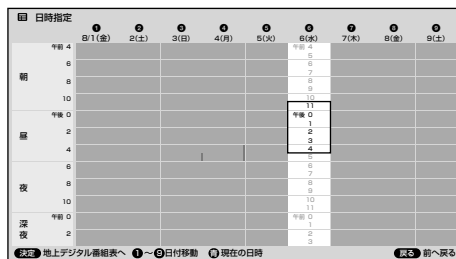 日時指定
❶ ❷ ❸ ❹ ❺ ❻ ❼ ❽ ❾
8/1(金) 2(土) 3(日) 4(月) 5(火) 6(水) 7(木) 8(金) 9(土)
午前 4 午前 4
5
6 6
7
朝
8 8
9
10 10
11
午後 0 午後 0
1
昼
2 2
3
4 4
5
6 6
7
夜
8 8
9
10 10
11
午前 0 午前 0
深夜
1
2 2
3
決定 地上デジタル番組表へ ❶～❾日付移動 青 現在の日時 戻る 前へ戻る